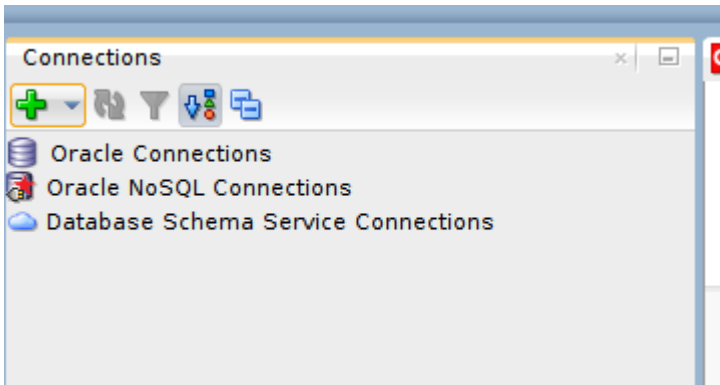 Connections
Oracle Connections
Oracle NoSQL Connections
Database Schema Service Connections